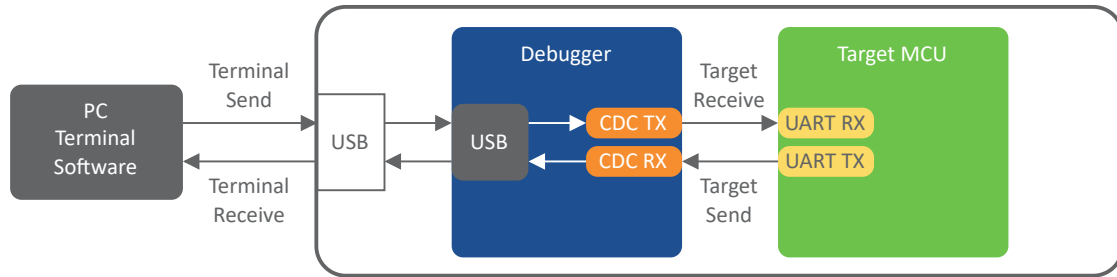 Debugger
Target MCU
Terminal
Send
Target
Receive
PC
Terminal
Software
USB
USB
CDC TX
UART RX
CDC RX
UART TX
Terminal
Receive
Target
Send